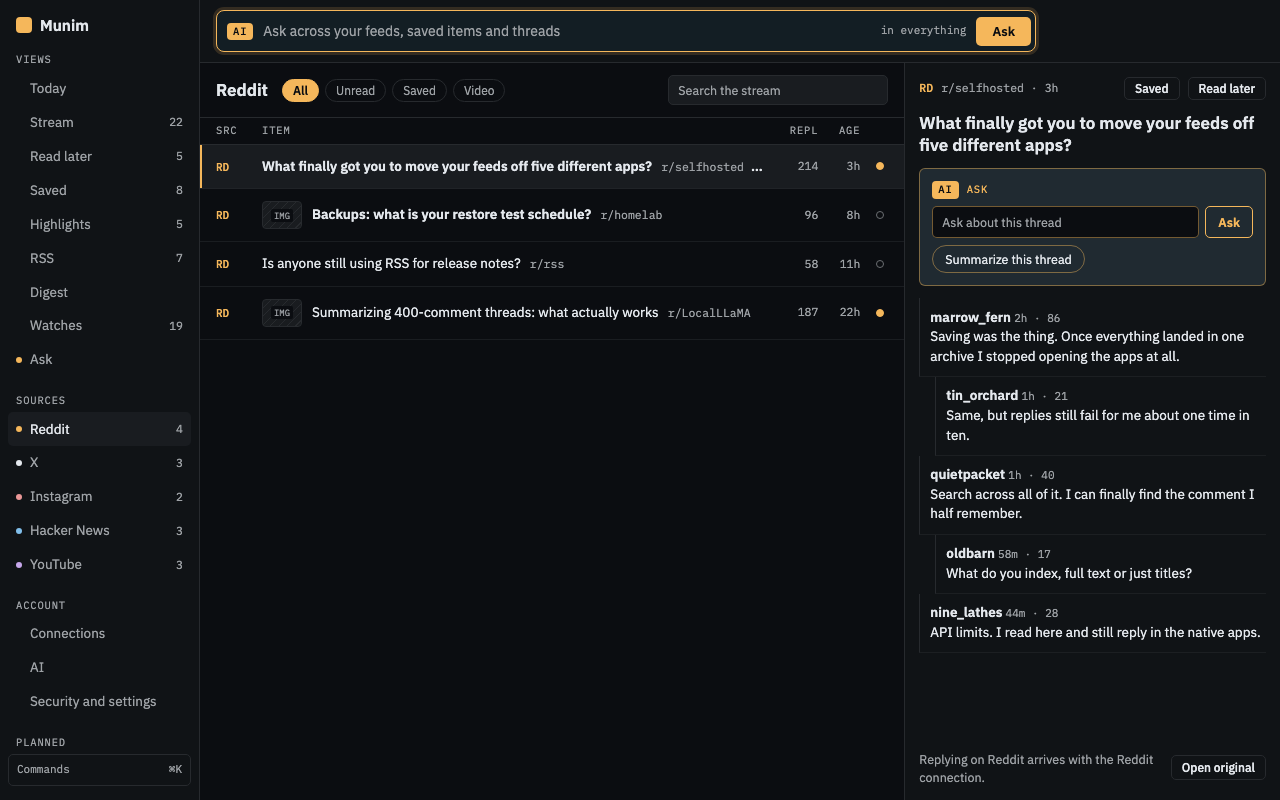 Munim
VIEWS
Today
Stream 22
Read later 5
Saved 8
Highlights 5
RSS 7
Digest
Watches 19
Ask
SOURCES
Reddit 4
X 3
Instagram 2
Hacker News 3
YouTube 3
ACCOUNT
Connections
AI
Security and settings
PLANNED
Commands ⌘K
AI Ask across your feeds, saved items and threads in everything Ask
Reddit All Unread Saved Video Search the stream
SRC ITEM REPL AGE
RD What finally got you to move your feeds off five different apps? r/selfhosted ... 214 3h
RD IMG Backups: what is your restore test schedule? r/homelab 96 8h
RD Is anyone still using RSS for release notes? r/rss 58 11h
RD IMG Summarizing 400-comment threads: what actually works r/LocalLLaMA 187 22h
RD r/selfhosted · 3h Saved Read later
What finally got you to move your feeds off
five different apps?
AI ASK
Ask about this thread Ask
Summarize this thread
marrow_fern 2h · 86
Saving was the thing. Once everything landed in one
archive I stopped opening the apps at all.
tin_orchard 1h · 21
Same, but replies still fail for me about one time in
ten.
quietpacket 1h · 40
Search across all of it. I can finally find the comment I
half remember.
oldbarn 58m · 17
What do you index, full text or just titles?
nine_lathes 44m · 28
API limits. I read here and still reply in the native apps.
Replying on Reddit arrives with the Reddit
connection.
Open original